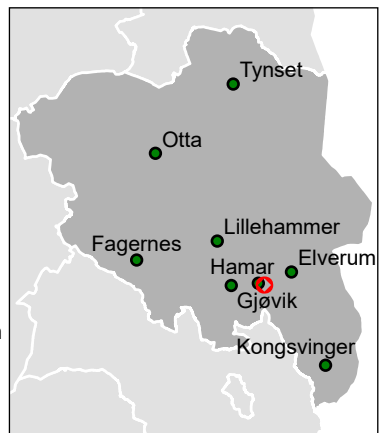 Tynset
Otta
Lillehammer
Fagernes
Elverum
Hamar
Gjøvik
Kongsvinger